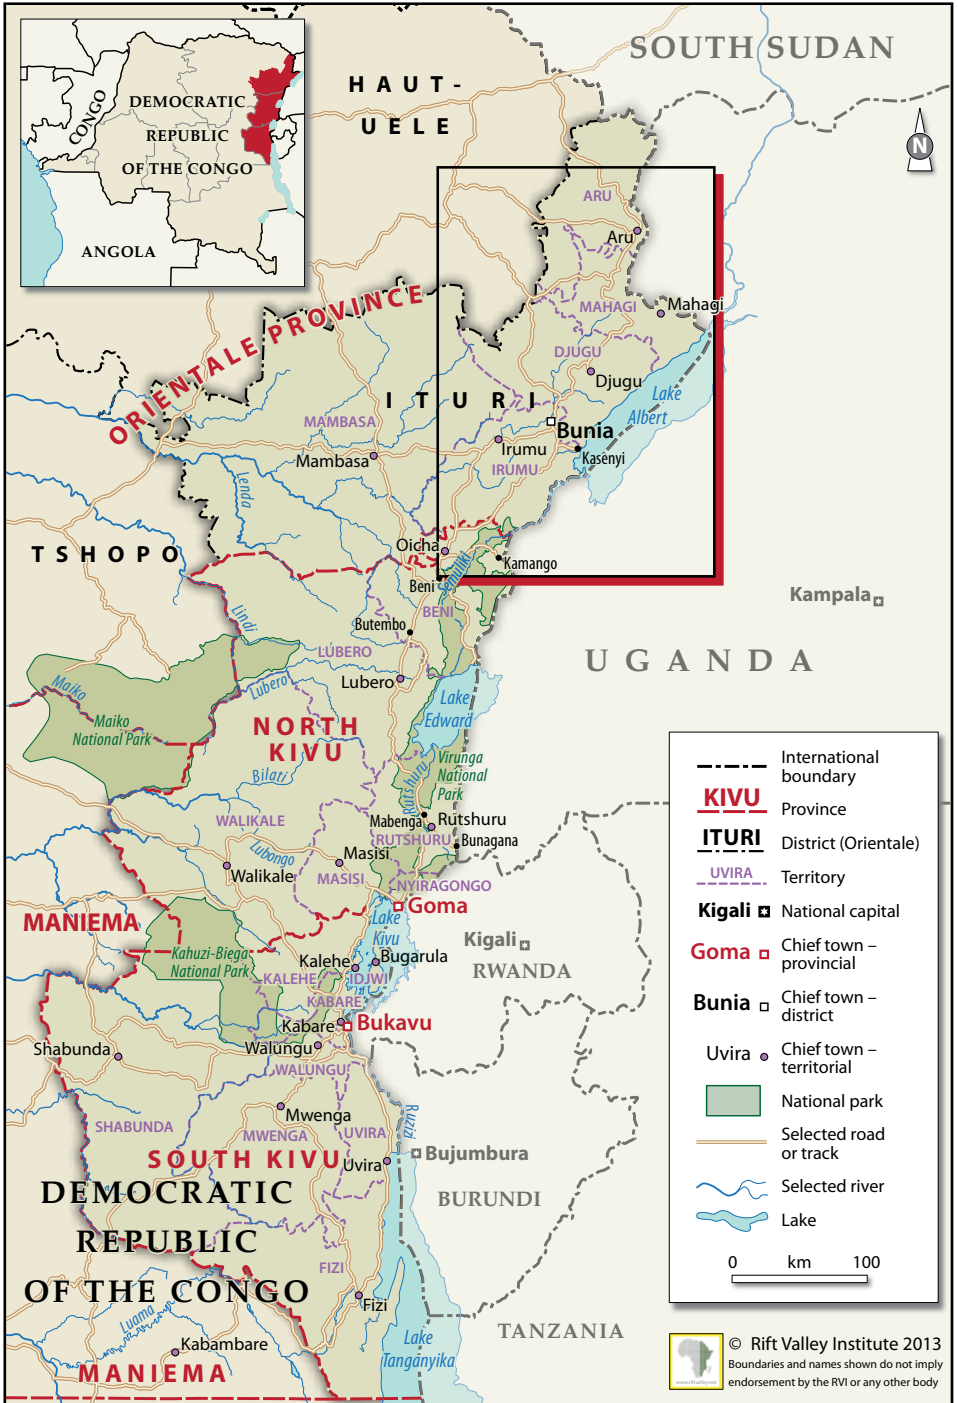 SOUTH SUDAN
HAUT-
UELE
CONGO
DEMOCRATIC
REPUBLIC
OF THE CONGO
ANGOLA
N
ARU
Aru
ORIENTALE PROVINCE
MAHAGI
Mahagi
DJUGU
Djugu
Lake
Albert
ITURI
MAMBASA
Mambasa
Bunia
Irumu
IRUMU
Kasenyi
Lenda
TSHOPO
Oicha
Kamango
Semliki
Beni
BENI
Kampala
Lindi
Butembo
LUBERO
UGANDA
Lubero
Lubero
Maiko
Maiko
National Park
Lake
Edward
NORTH
KIVU
Bilati
Virunga
National
Park
Rutshuru
WALIKALE
Mabenga
Rutshuru
RUTSHURU
Bunagana
Lubongo
Masisi
Walikale
MASISI
NYIRAGONGO
Goma
MANIEMA
Lake
Kivu
Kigali
RWANDA
Kahuzi-Biega
National Park
Kalehe
Bugarula
KALEHE
IDJWI
KABARE
Kabare
Bukavu
Shabunda
Walungu
WALUNGU
Mwenga
Ruzizi
SHABUNDA
MWENGA
UVIRA
SOUTH KIVU
Uvira
Bujumbura
BURUNDI
DEMOCRATIC
REPUBLIC
OF THE CONGO
FIZI
Fizi
Luama
Kabambare
MANIEMA
Lake
Tanganyika
TANZANIA
International
boundary
KIVU
Province
ITURI
District (Orientale)
UVIRA
Territory
Kigali
National capital
Goma
Chief town –
provincial
Bunia
Chief town –
district
Uvira
Chief town –
territorial
National park
Selected road
or track
Selected river
Lake
0 km 100
www.riftvalley.net
© Rift Valley Institute 2013
Boundaries and names shown do not imply
endorsement by the RVI or any other body